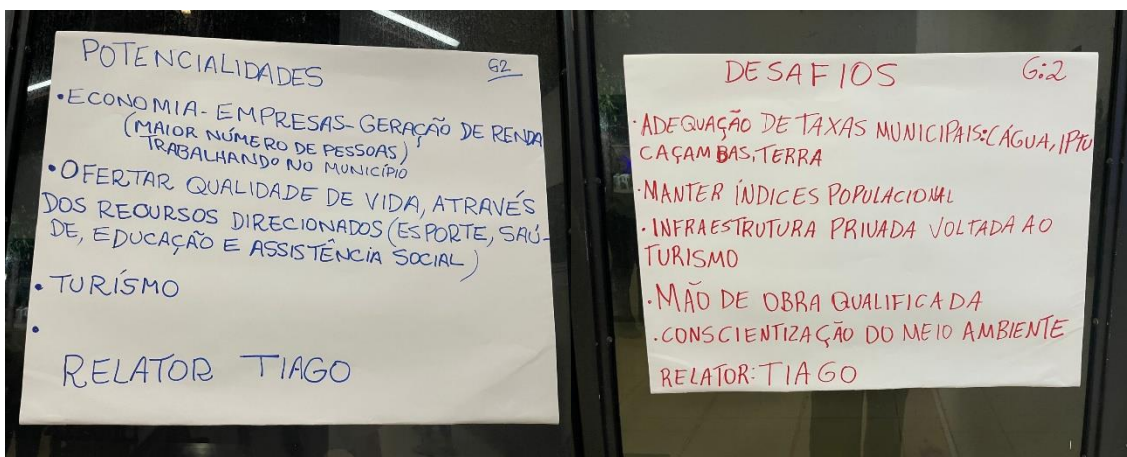 POTENCIALIDADES G2
• ECONOMIA - EMPRESAS - GERAÇÃO DE RENDA
(MAIOR NÚMERO DE PESSOAS)
TRABALHANDO NO MUNICÍPIO
• OFERTAR QUALIDADE DE VIDA, ATRAVÉS
DOS RECURSOS DIRECIONADOS (ESPORTE, SAÚ-
DE, EDUCAÇÃO E ASSISTÊNCIA SOCIAL)
• TURÍSMO
•
RELATOR TIAGO
DESAFIOS G:2
· ADEQUAÇÃO DE TAXAS MUNICIPAIS: (ÁGUA, IPTU
CAÇAMBAS, TERRA
· MANTER ÍNDICES POPULACIONAL
· INFRAESTRUTURA PRIVADA VOLTADA AO
TURISMO
· MÃO DE OBRA QUALIFICADA
· CONSCIENTIZAÇÃO DO MEIO AMBIENTE
RELATOR: TIAGO